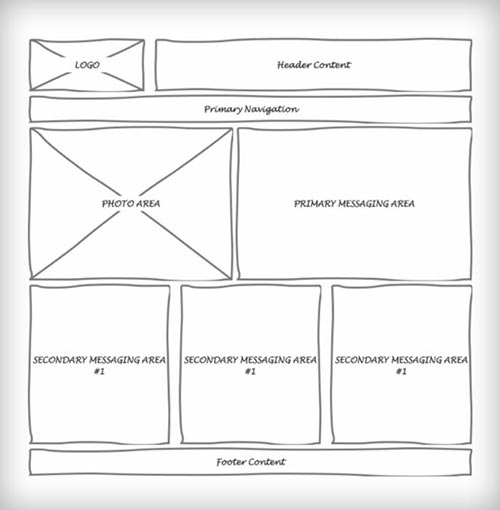 LOGO
Header Content
Primary Navigation
PHOTO AREA
PRIMARY MESSAGING AREA
SECONDARY MESSAGING AREA
#1
SECONDARY MESSAGING AREA
#1
SECONDARY MESSAGING AREA
#1
Footer Content